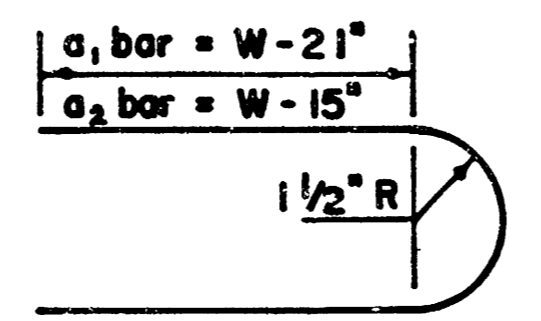 a₁ bar = W - 21"
a₂ bar = W - 15"
1 1/2" R